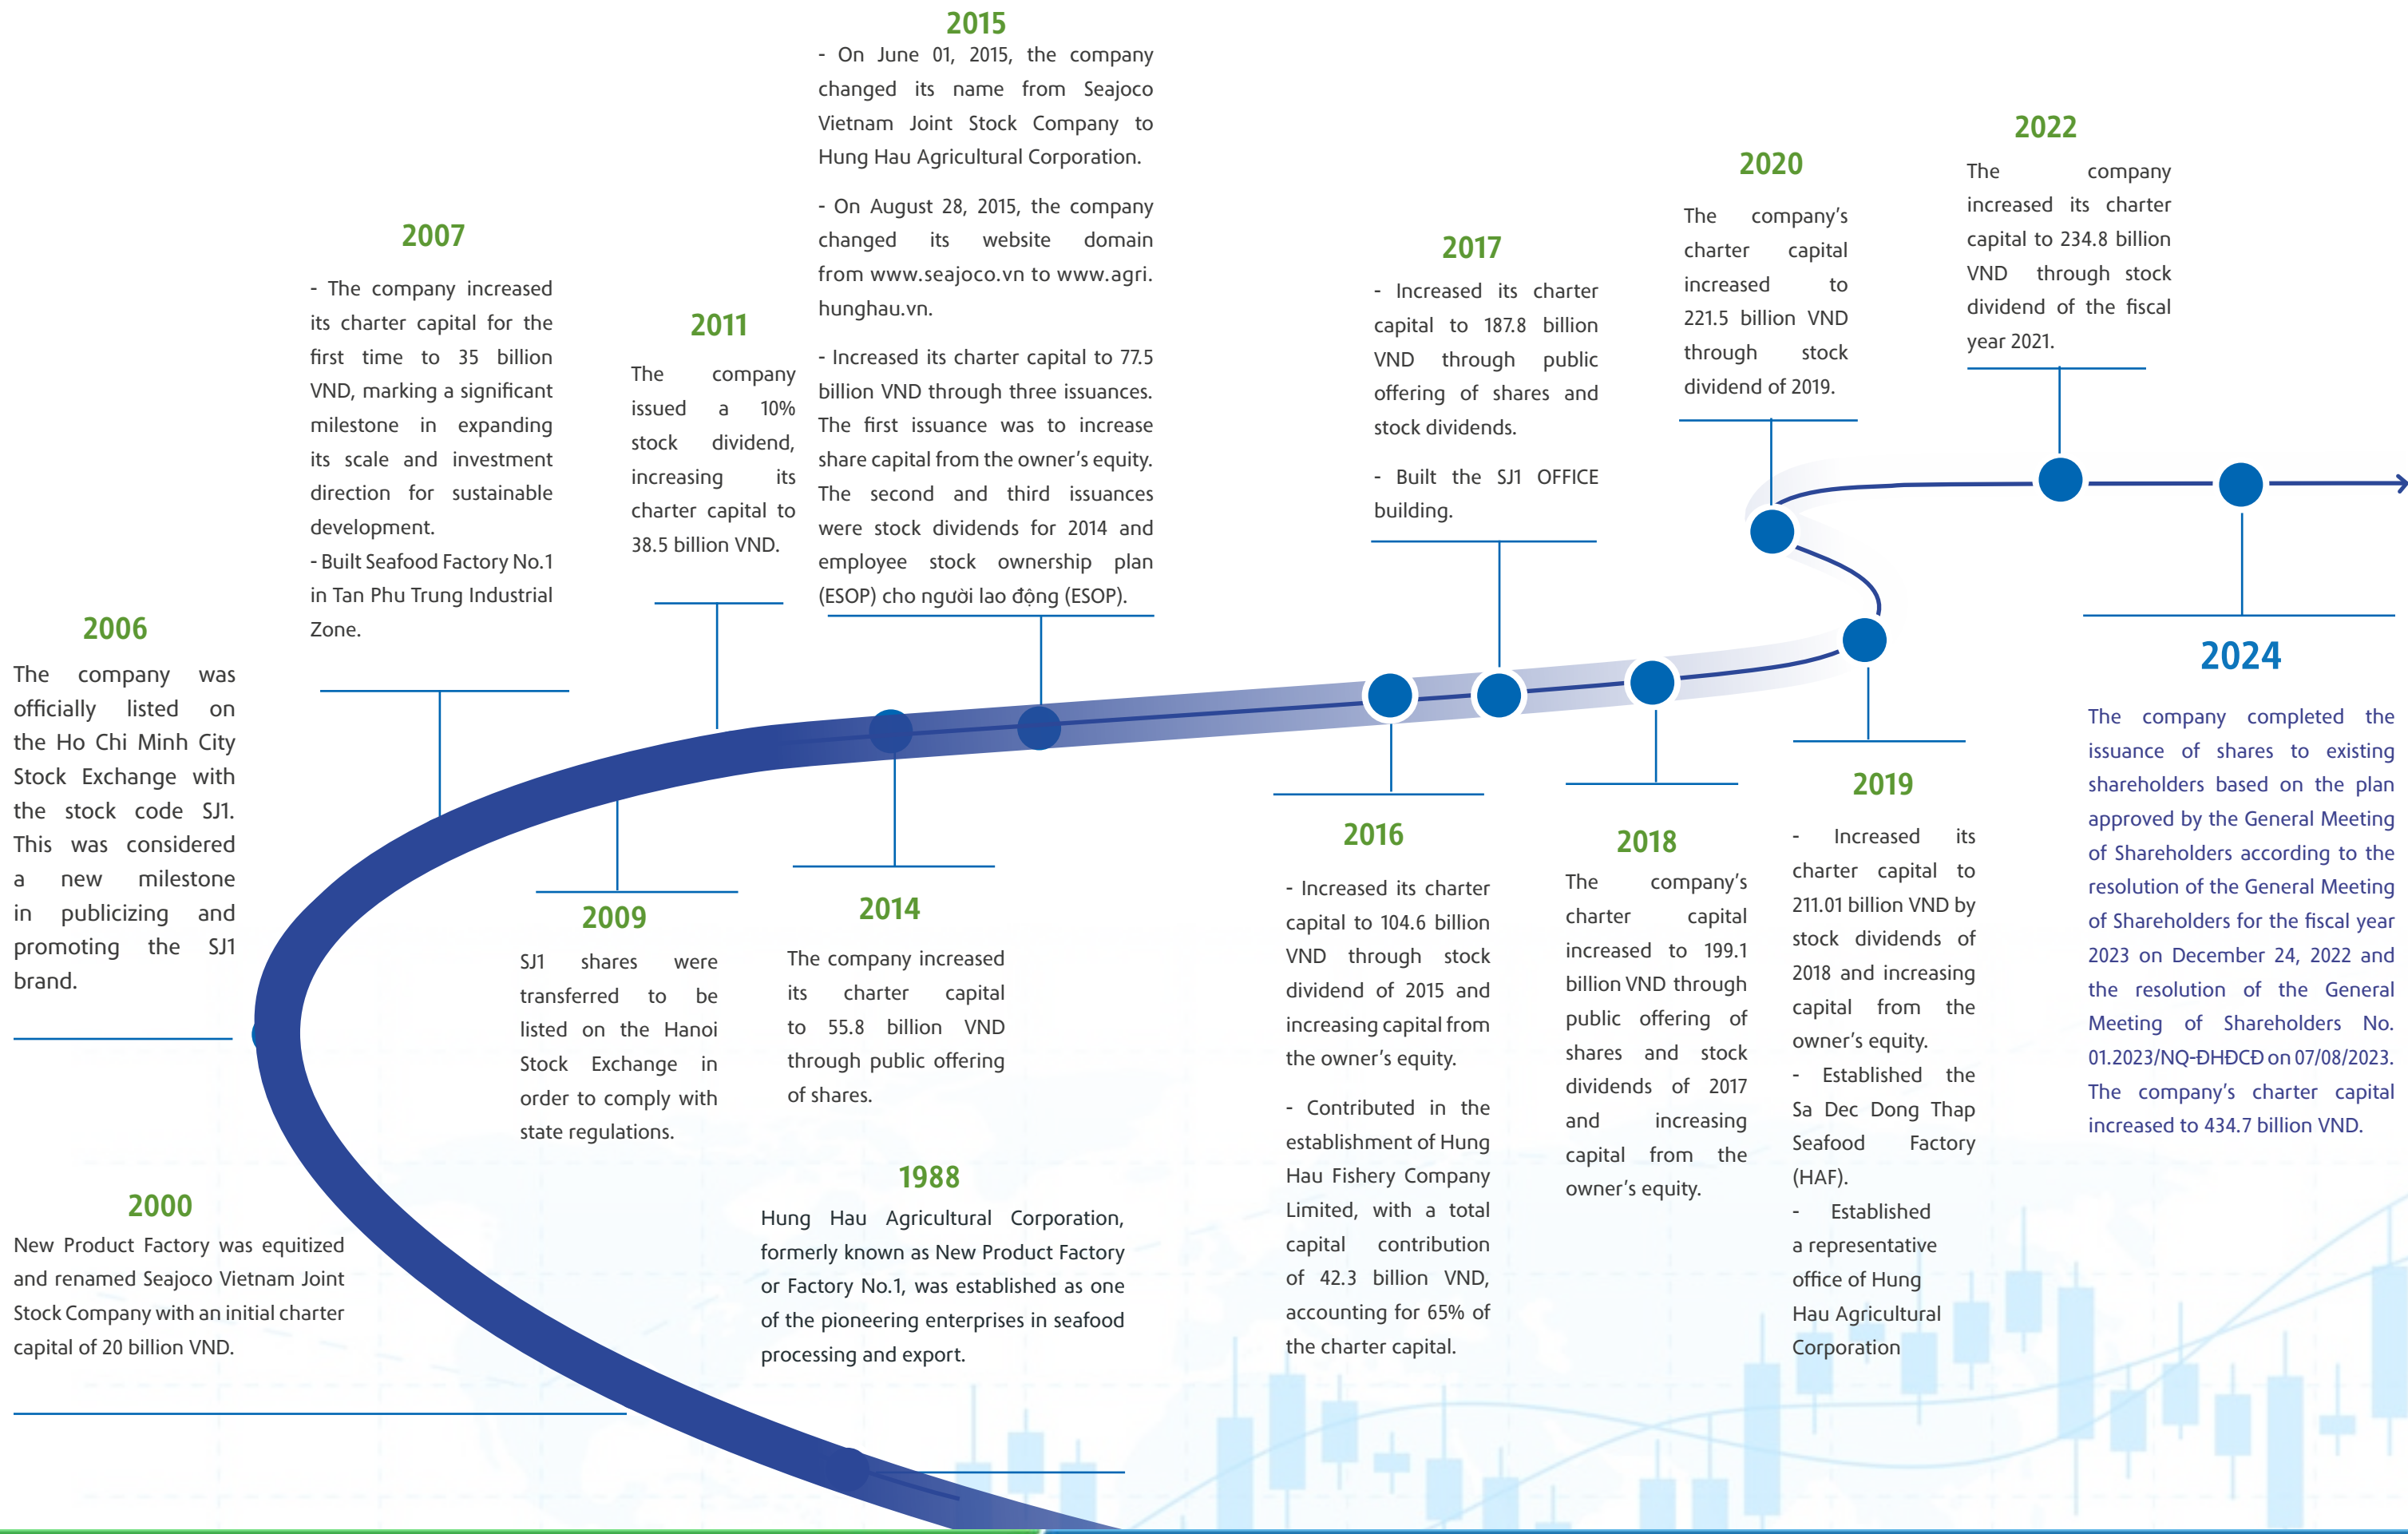 2015
- On June 01, 2015, the company
changed its name from Seajoco
Vietnam Joint Stock Company to
Hung Hau Agricultural Corporation.
- On August 28, 2015, the company
changed its website domain
from www.seajoco.vn to www.agri.
hunghau.vn.
- Increased its charter capital to 77.5
billion VND through three issuances.
The first issuance was to increase
share capital from the owner's equity.
The second and third issuances
were stock dividends for 2014 and
employee stock ownership plan
(ESOP) cho người lao động (ESOP).
2022
The company
increased its charter
capital to 234.8 billion
VND through stock
dividend of the fiscal
year 2021.
2020
The company's
charter capital
increased to
221.5 billion VND
through stock
dividend of 2019.
2007
- The company increased
its charter capital for the
first time to 35 billion
VND, marking a significant
milestone in expanding
its scale and investment
direction for sustainable
development.
- Built Seafood Factory No.1
in Tan Phu Trung Industrial
Zone.
2017
- Increased its charter
capital to 187.8 billion
VND through public
offering of shares and
stock dividends.
- Built the SJ1 OFFICE
building.
2011
The company
issued a 10%
stock dividend,
increasing its
charter capital to
38.5 billion VND.
2006
The company was
officially listed on
the Ho Chi Minh City
Stock Exchange with
the stock code SJ1.
This was considered
a new milestone
in publicizing and
promoting the SJ1
brand.
2024
The company completed the
issuance of shares to existing
shareholders based on the plan
approved by the General Meeting
of Shareholders according to the
resolution of the General Meeting
of Shareholders for the fiscal year
2023 on December 24, 2022 and
the resolution of the General
Meeting of Shareholders No.
01.2023/NQ-ĐHĐCĐ on 07/08/2023.
The company's charter capital
increased to 434.7 billion VND.
2019
- Increased its
charter capital to
211.01 billion VND by
stock dividends of
2018 and increasing
capital from the
owner's equity.
- Established the
Sa Dec Dong Thap
Seafood Factory
(HAF).
- Established
a representative
office of Hung
Hau Agricultural
Corporation
2016
- Increased its charter
capital to 104.6 billion
VND through stock
dividend of 2015 and
increasing capital from
the owner's equity.
- Contributed in the
establishment of Hung
Hau Fishery Company
Limited, with a total
capital contribution
of 42.3 billion VND,
accounting for 65% of
the charter capital.
2018
The company's
charter capital
increased to 199.1
billion VND through
public offering of
shares and stock
dividends of 2017
and increasing
capital from the
owner's equity.
2009
SJ1 shares were
transferred to be
listed on the Hanoi
Stock Exchange in
order to comply with
state regulations.
2014
The company increased
its charter capital
to 55.8 billion VND
through public offering
of shares.
1988
Hung Hau Agricultural Corporation,
formerly known as New Product Factory
or Factory No.1, was established as one
of the pioneering enterprises in seafood
processing and export.
2000
New Product Factory was equitized
and renamed Seajoco Vietnam Joint
Stock Company with an initial charter
capital of 20 billion VND.